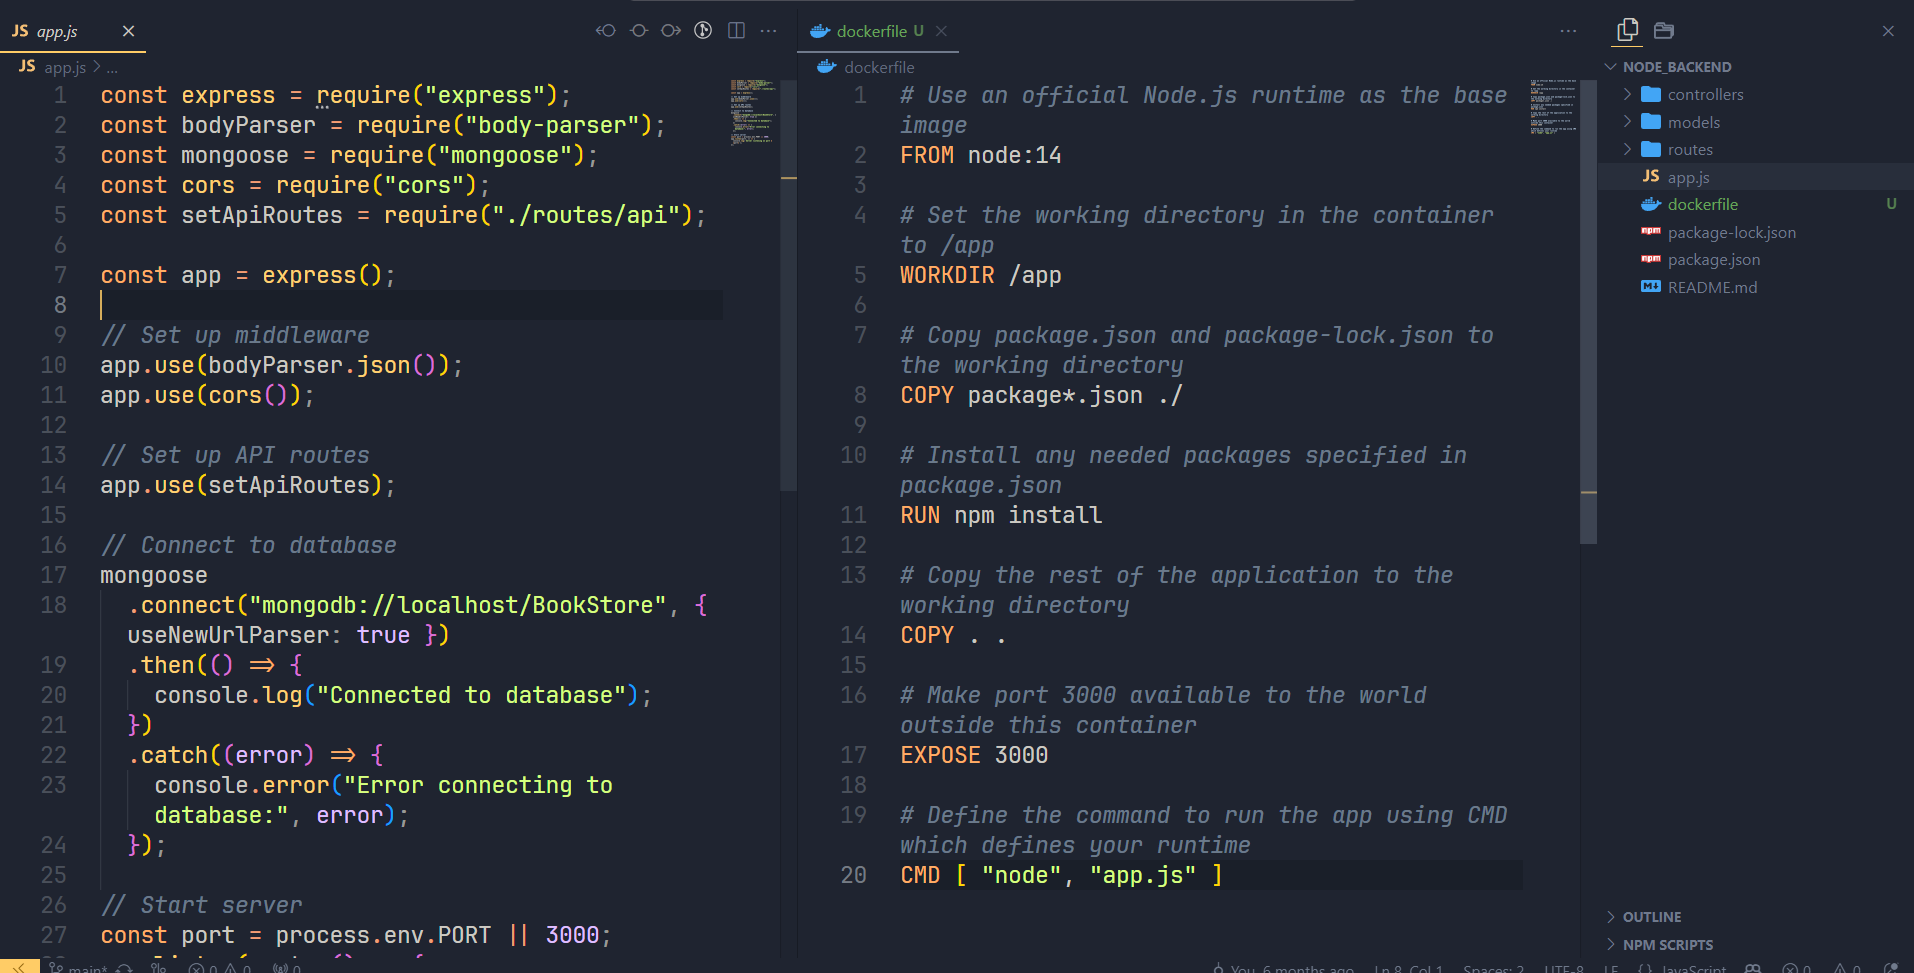 JS app.js
JS app.js > ...
1 const express = require("express");
2 const bodyParser = require("body-parser");
3 const mongoose = require("mongoose");
4 const cors = require("cors");
5 const setApiRoutes = require("./routes/api");
6
7 const app = express();
8
9 // Set up middleware
10 app.use(bodyParser.json());
11 app.use(cors());
12
13 // Set up API routes
14 app.use(setApiRoutes);
15
16 // Connect to database
17 mongoose
18 .connect("mongodb://localhost/BookStore", {
useNewUrlParser: true })
19 .then(() => {
20 console.log("Connected to database");
21 })
22 .catch((error) => {
23 console.error("Error connecting to
database:", error);
24 });
25
26 // Start server
27 const port = process.env.PORT || 3000;
dockerfile U
dockerfile
1 # Use an official Node.js runtime as the base
image
2 FROM node:14
3
4 # Set the working directory in the container
to /app
5 WORKDIR /app
6
7 # Copy package.json and package-lock.json to
the working directory
8 COPY package*.json ./
9
10 # Install any needed packages specified in
package.json
11 RUN npm install
12
13 # Copy the rest of the application to the
working directory
14 COPY . .
15
16 # Make port 3000 available to the world
outside this container
17 EXPOSE 3000
18
19 # Define the command to run the app using CMD
which defines your runtime
20 CMD [ "node", "app.js" ]
NODE_BACKEND
controllers
models
routes
JS app.js
dockerfile U
npm package-lock.json
npm package.json
README.md
OUTLINE
NPM SCRIPTS
main* 0 0 0 You, 6 months ago Ln 8, Col 1 Spaces: 2 UTF-8 LF {} JavaScript 0 0